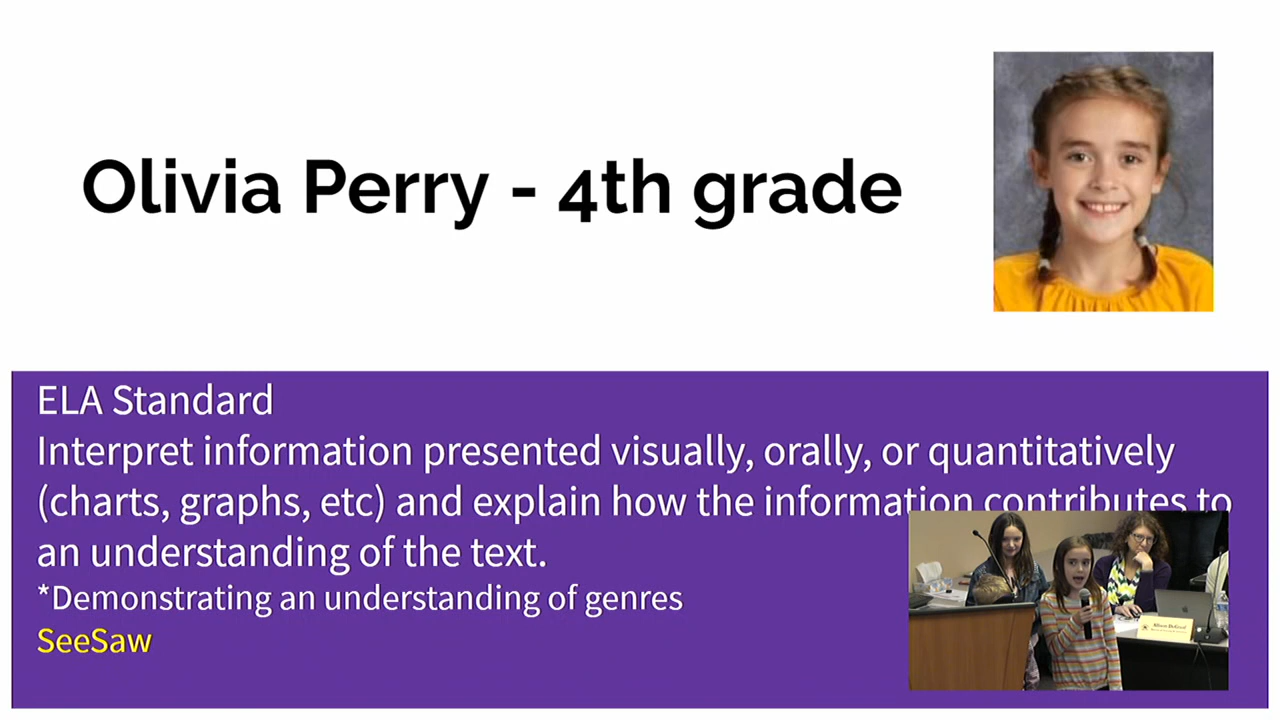 Olivia Perry - 4th grade
ELA Standard
Interpret information presented visually, orally, or quantitatively
(charts, graphs, etc) and explain how the information contributes to
an understanding of the text.
*Demonstrating an understanding of genres
SeeSaw